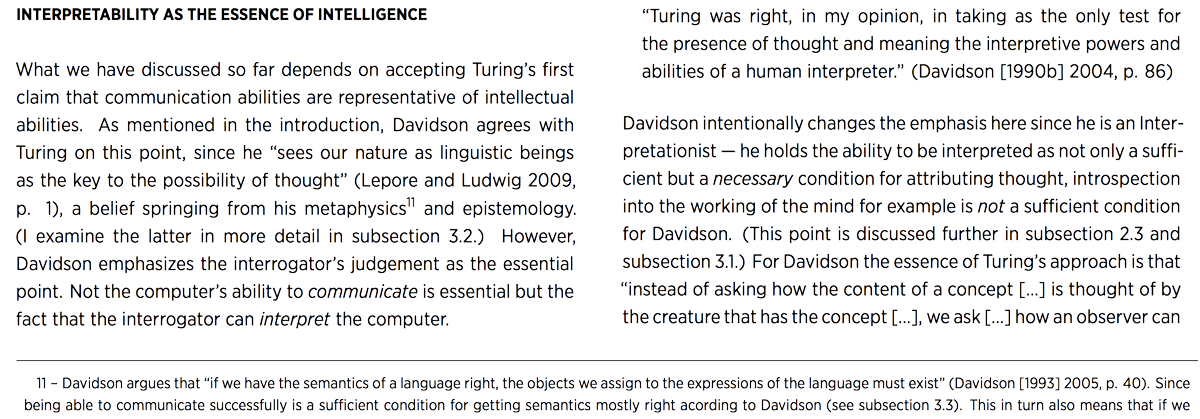 INTERPRETABILITY AS THE ESSENCE OF INTELLIGENCE
What we have discussed so far depends on accepting Turing’s first
claim that communication abilities are representative of intellectual
abilities. As mentioned in the introduction, Davidson agrees with
Turing on this point, since he “sees our nature as linguistic beings
as the key to the possibility of thought” (Lepore and Ludwig 2009,
p. 1), a belief springing from his metaphysics11 and epistemology.
(I examine the latter in more detail in subsection 3.2.) However,
Davidson emphasizes the interrogator’s judgement as the essential
point. Not the computer’s ability to communicate is essential but the
fact that the interrogator can interpret the computer.
“Turing was right, in my opinion, in taking as the only test for
the presence of thought and meaning the interpretive powers and
abilities of a human interpreter.” (Davidson [1990b] 2004, p. 86)
Davidson intentionally changes the emphasis here since he is an Inter-
pretationist — he holds the ability to be interpreted as not only a suffi-
cient but a necessary condition for attributing thought, introspection
into the working of the mind for example is not a sufficient condition
for Davidson. (This point is discussed further in subsection 2.3 and
subsection 3.1.) For Davidson the essence of Turing’s approach is that
“instead of asking how the content of a concept [...] is thought of by
the creature that has the concept [...], we ask [...] how an observer can
11 – Davidson argues that “if we have the semantics of a language right, the objects we assign to the expressions of the language must exist” (Davidson [1993] 2005, p. 40). Since
being able to communicate successfully is a sufficient condition for getting semantics mostly right acording to Davidson (see subsection 3.3). This in turn also means that if we